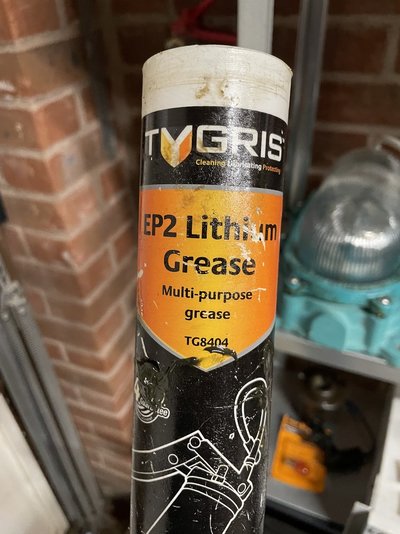 TYGRIS
Cleaning Lubricating Protecting
EP2 Lithium
Grease
Multi-purpose
grease
TG8404